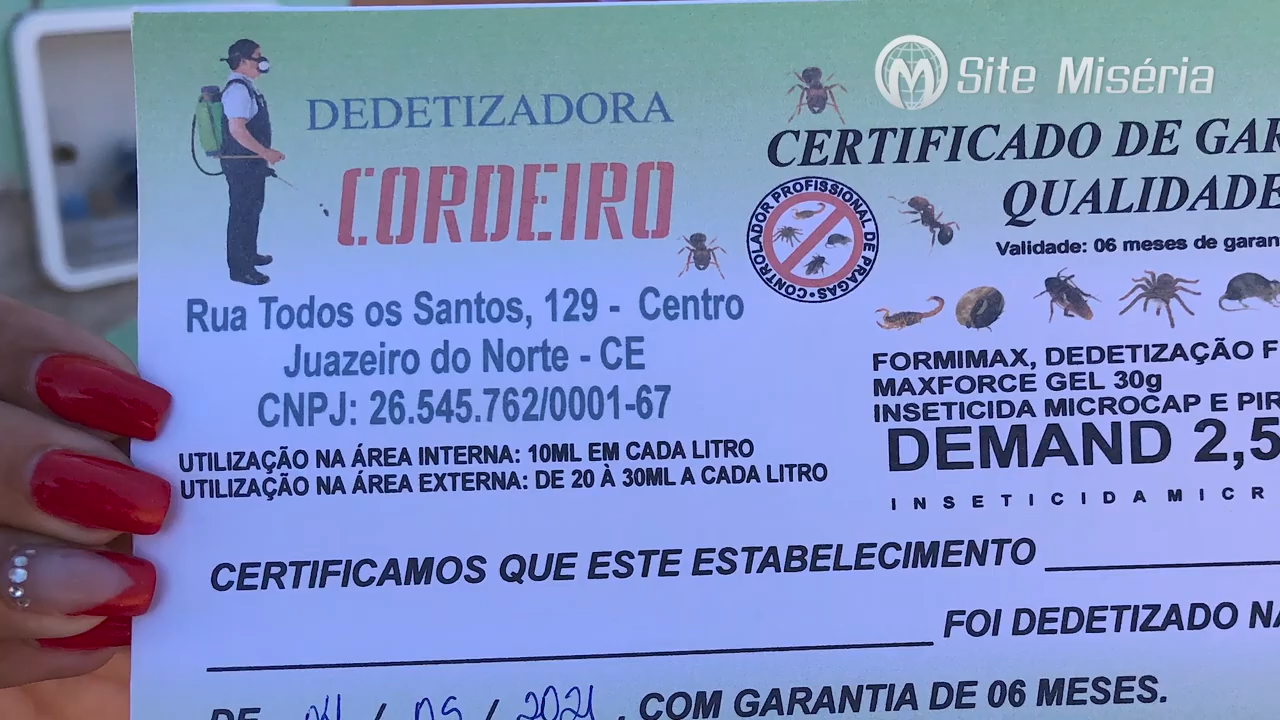 Site Miséria
DEDETIZADORA
CORDEIRO
Rua Todos os Santos, 129 - Centro
Juazeiro do Norte - CE
CNPJ: 26.545.762/0001-67
UTILIZAÇÃO NA ÁREA INTERNA: 10ML EM CADA LITRO
UTILIZAÇÃO NA ÁREA EXTERNA: DE 20 À 30ML A CADA LITRO
CERTIFICADO DE GAR
QUALIDADE
Validade: 06 meses de garan
CONTROLADOR PROFISSIONAL DE PRAGAS
FORMIMAX, DEDETIZAÇÃO F
MAXFORCE GEL 30g
INSETICIDA MICROCAP E PIR
DEMAND 2,5
INSETICIDA MICR
CERTIFICAMOS QUE ESTE ESTABELECIMENTO
FOI DEDETIZADO NA
DE / / 2021, COM GARANTIA DE 06 MESES.